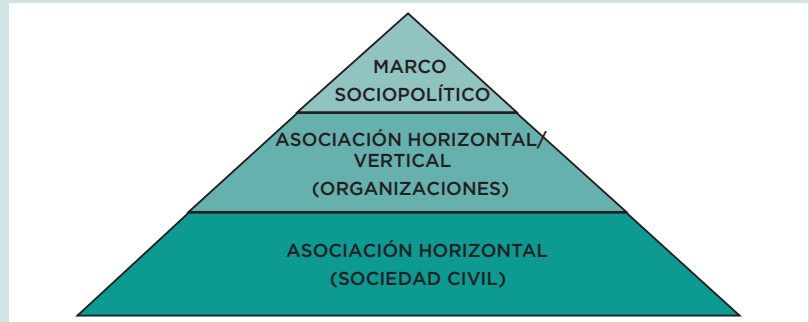 MARCO
SOCIOPOLÍTICO
ASOCIACIÓN HORIZONTAL/
VERTICAL
(ORGANIZACIONES)
ASOCIACIÓN HORIZONTAL
(SOCIEDAD CIVIL)